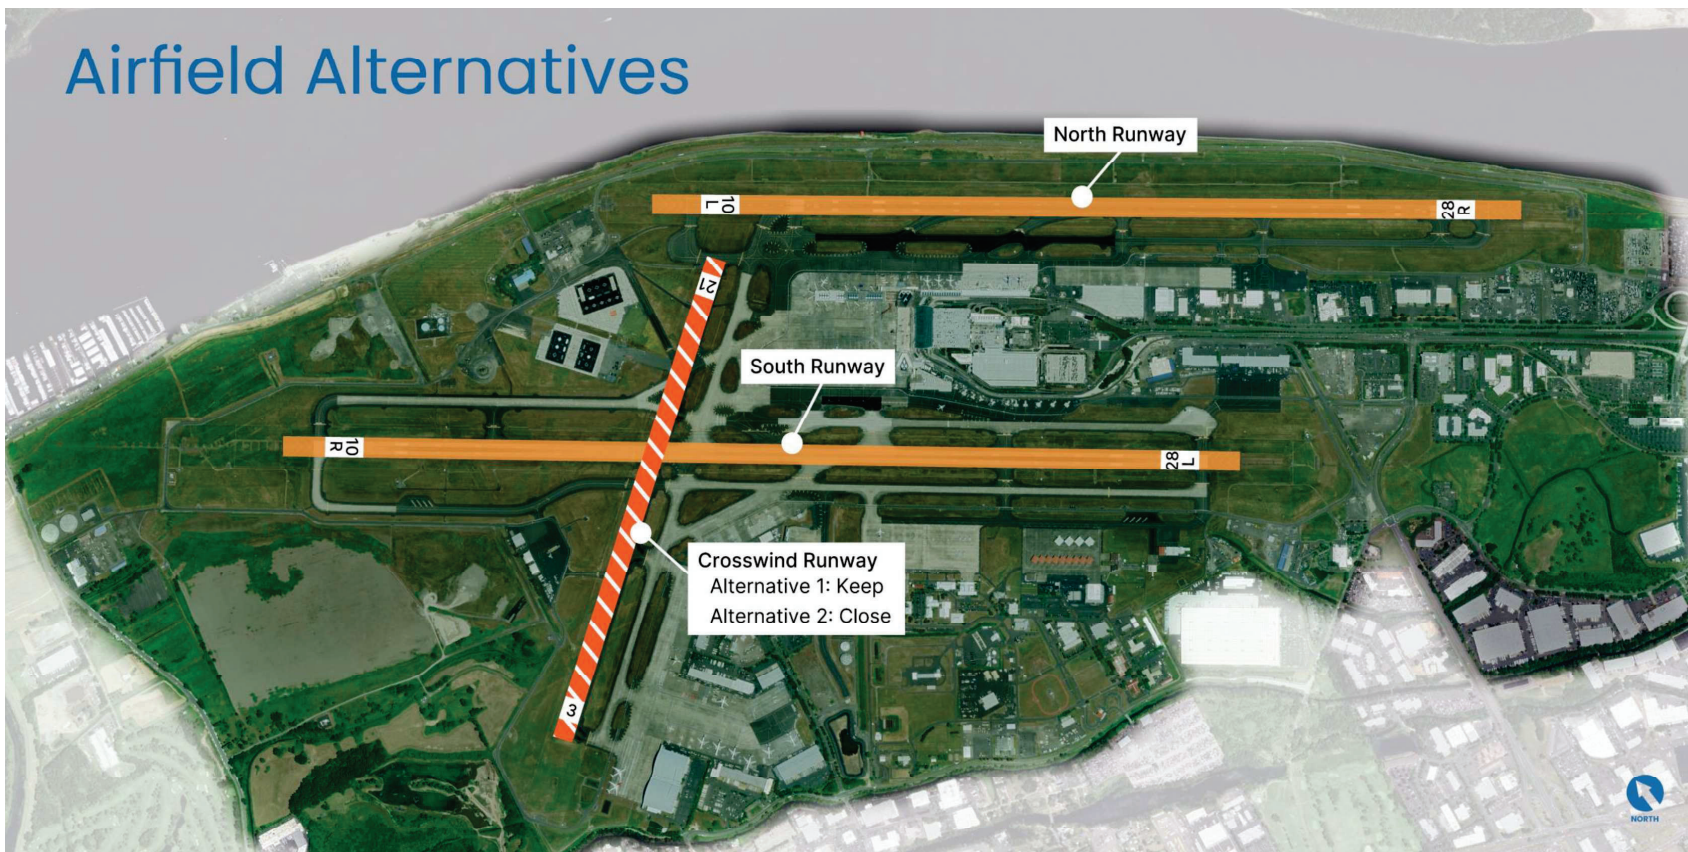 Airfield Alternatives
North Runway
10
L
28
R
21
South Runway
10
R
28
L
Crosswind Runway
Alternative 1: Keep
Alternative 2: Close
3
NORTH